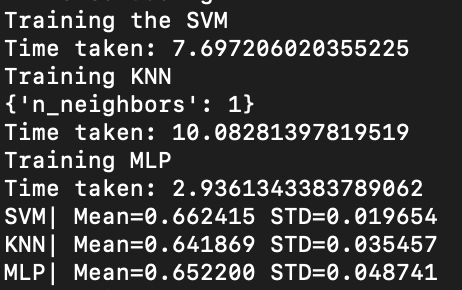 Training the SVM
Time taken: 7.697206020355225
Training KNN
{'n_neighbors': 1}
Time taken: 10.08281397819519
Training MLP
Time taken: 2.9361343383789062
SVM| Mean=0.662415 STD=0.019654
KNN| Mean=0.641869 STD=0.035457
MLP| Mean=0.652200 STD=0.048741